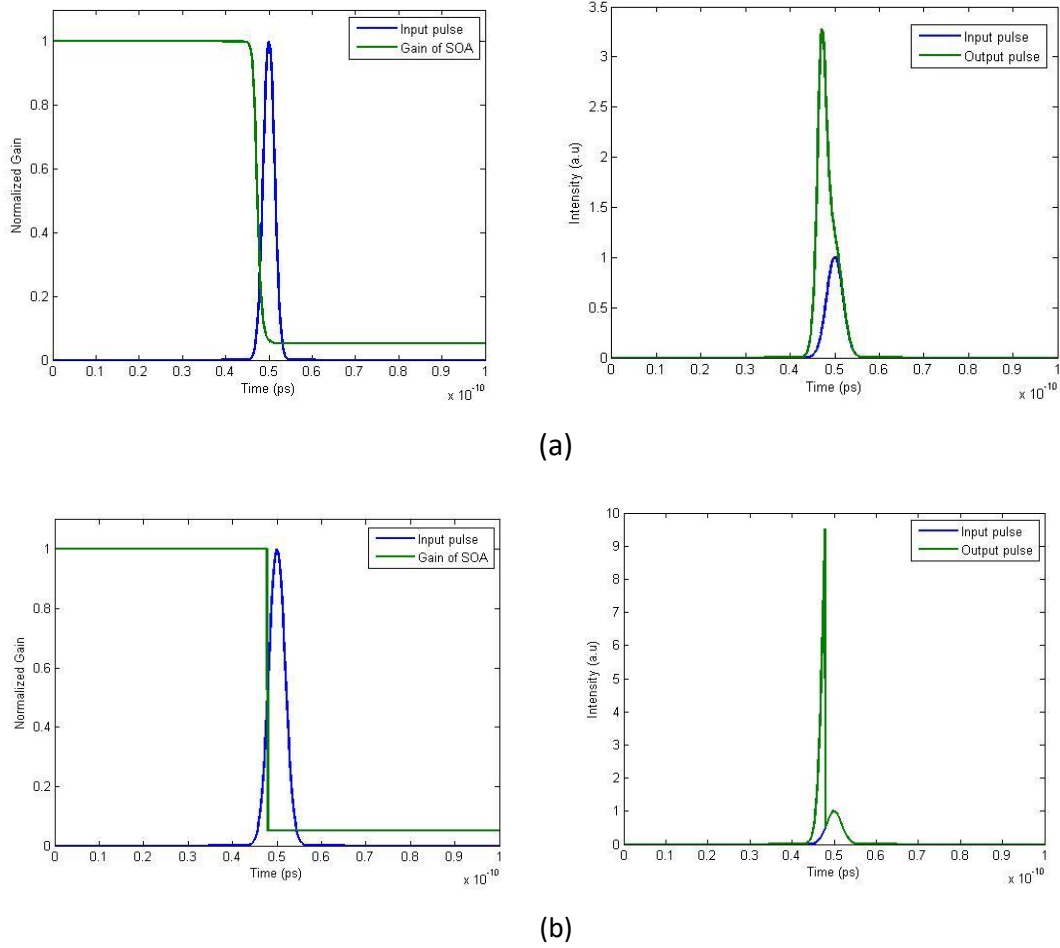 Input pulse
Gain of SOA
Normalized Gain
1
0.8
0.6
0.4
0.2
0
0 0.1 0.2 0.3 0.4 0.5 0.6 0.7 0.8 0.9 1
Time (ps)
x 10^-10
Input pulse
Output pulse
Intensity (a.u)
3.5
3
2.5
2
1.5
1
0.5
0
0 0.1 0.2 0.3 0.4 0.5 0.6 0.7 0.8 0.9 1
Time (ps)
x 10^-10
(a)
Input pulse
Gain of SOA
Normalized Gain
1
0.8
0.6
0.4
0.2
0
0 0.1 0.2 0.3 0.4 0.5 0.6 0.7 0.8 0.9 1
Time (ps)
x 10^-10
Input pulse
Output pulse
Intensity (a.u)
10
9
8
7
6
5
4
3
2
1
0
0 0.1 0.2 0.3 0.4 0.5 0.6 0.7 0.8 0.9 1
Time (ps)
x 10^-10
(b)